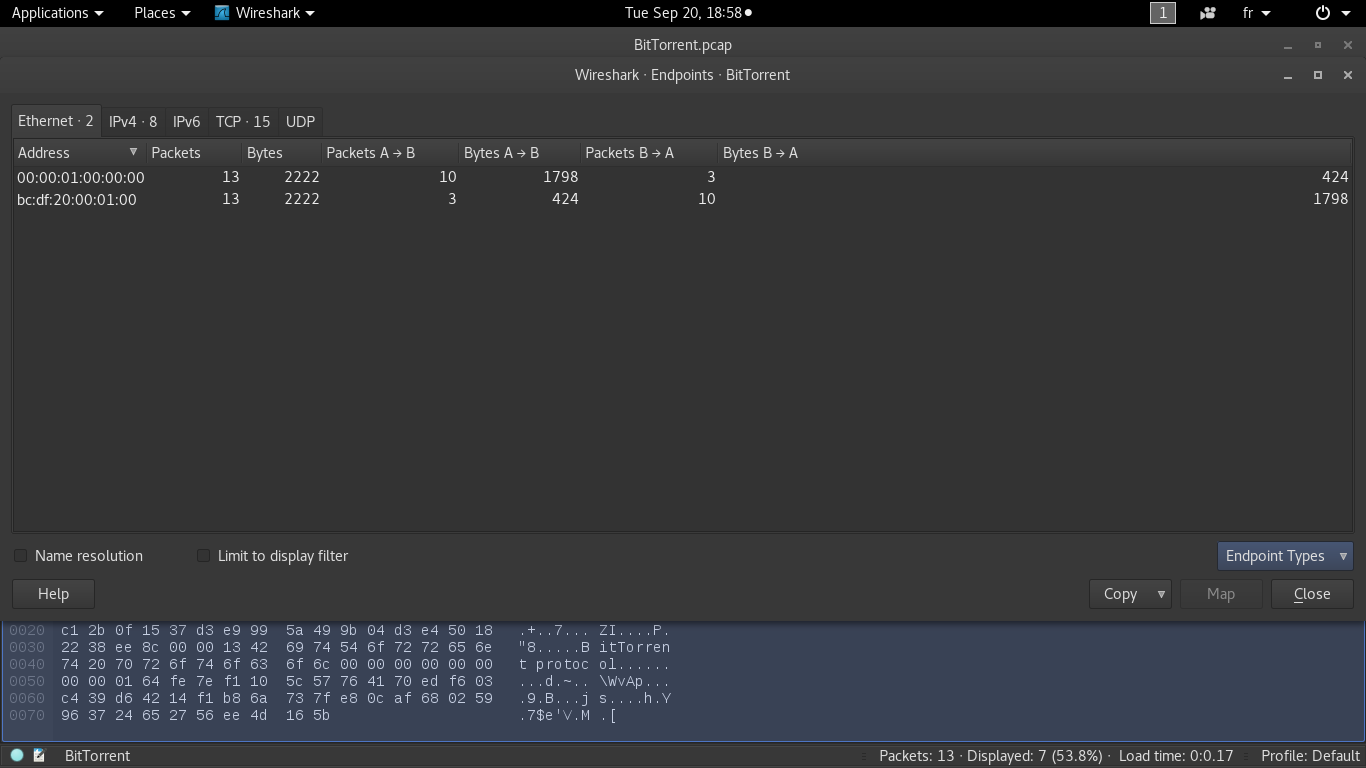 Applications Places Wireshark Tue Sep 20, 18:58 1 fr
BitTorrent.pcap
Wireshark · Endpoints · BitTorrent
Ethernet · 2 IPv4 · 8 IPv6 TCP · 15 UDP
Address Packets Bytes Packets A → B Bytes A → B Packets B → A Bytes B → A
00:00:01:00:00:00 13 2222 10 1798 3 424
bc:df:20:00:01:00 13 2222 3 424 10 1798
Name resolution Limit to display filter Endpoint Types
Help Copy Map Close
0020 c1 2b 0f 15 37 d3 e9 99 5a 49 9b 04 d3 e4 50 18 .+..7... ZI....P.
0030 22 38 ee 8c 00 00 13 42 69 74 54 6f 72 72 65 6e "8.....B itTorren
0040 74 20 70 72 6f 74 6f 63 6f 6c 00 00 00 00 00 00 t protoc ol......
0050 00 00 01 64 fe 7e f1 10 5c 57 76 41 70 ed f6 03 ...d.~.. \WvAp...
0060 c4 39 d6 42 14 f1 b8 6a 73 7f e8 0c af 68 02 59 .9.B...j s....h.Y
0070 96 37 24 65 27 56 ee 4d 16 5b .7$e'V.M .[
BitTorrent Packets: 13 · Displayed: 7 (53.8%) · Load time: 0:0.17 Profile: Default